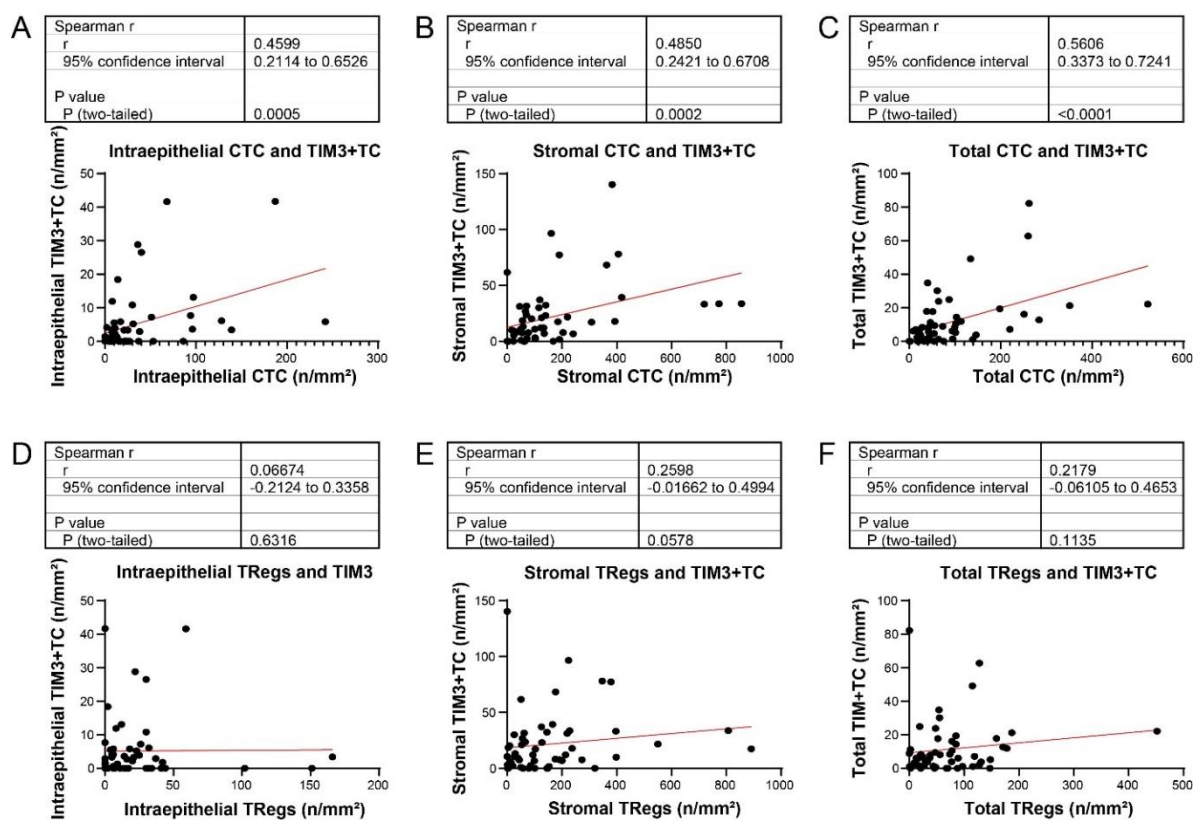 A
Spearman r
r 0.4599
95% confidence interval 0.2114 to 0.6526
P value
P (two-tailed) 0.0005
Intraepithelial CTC and TIM3+TC
Intraepithelial TIM3+TC (n/mm²)
50
40
30
20
10
0
0 100 200 300
Intraepithelial CTC (n/mm²)
B
Spearman r
r 0.4850
95% confidence interval 0.2421 to 0.6708
P value
P (two-tailed) 0.0002
Stromal CTC and TIM3+TC
Stromal TIM3+TC (n/mm²)
150
100
50
0
0 200 400 600 800 1000
Stromal CTC (n/mm²)
C
Spearman r
r 0.5606
95% confidence interval 0.3373 to 0.7241
P value
P (two-tailed) <0.0001
Total CTC and TIM3+TC
Total TIM3+TC (n/mm²)
100
80
60
40
20
0
0 200 400 600
Total CTC (n/mm²)
D
Spearman r
r 0.06674
95% confidence interval -0.2124 to 0.3358
P value
P (two-tailed) 0.6316
Intraepithelial TRegs and TIM3
Intraepithelial TIM3+TC (n/mm²)
50
40
30
20
10
0
0 50 100 150 200
Intraepithelial TRegs (n/mm²)
E
Spearman r
r 0.2598
95% confidence interval -0.01662 to 0.4994
P value
P (two-tailed) 0.0578
Stromal TRegs and TIM3+TC
Stromal TIM3+TC (n/mm²)
150
100
50
0
0 200 400 600 800 1000
Stromal TRegs (n/mm²)
F
Spearman r
r 0.2179
95% confidence interval -0.06105 to 0.4653
P value
P (two-tailed) 0.1135
Total TRegs and TIM3+TC
Total TIM+TC (n/mm²)
100
80
60
40
20
0
0 100 200 300 400 500
Total TRegs (n/mm²)